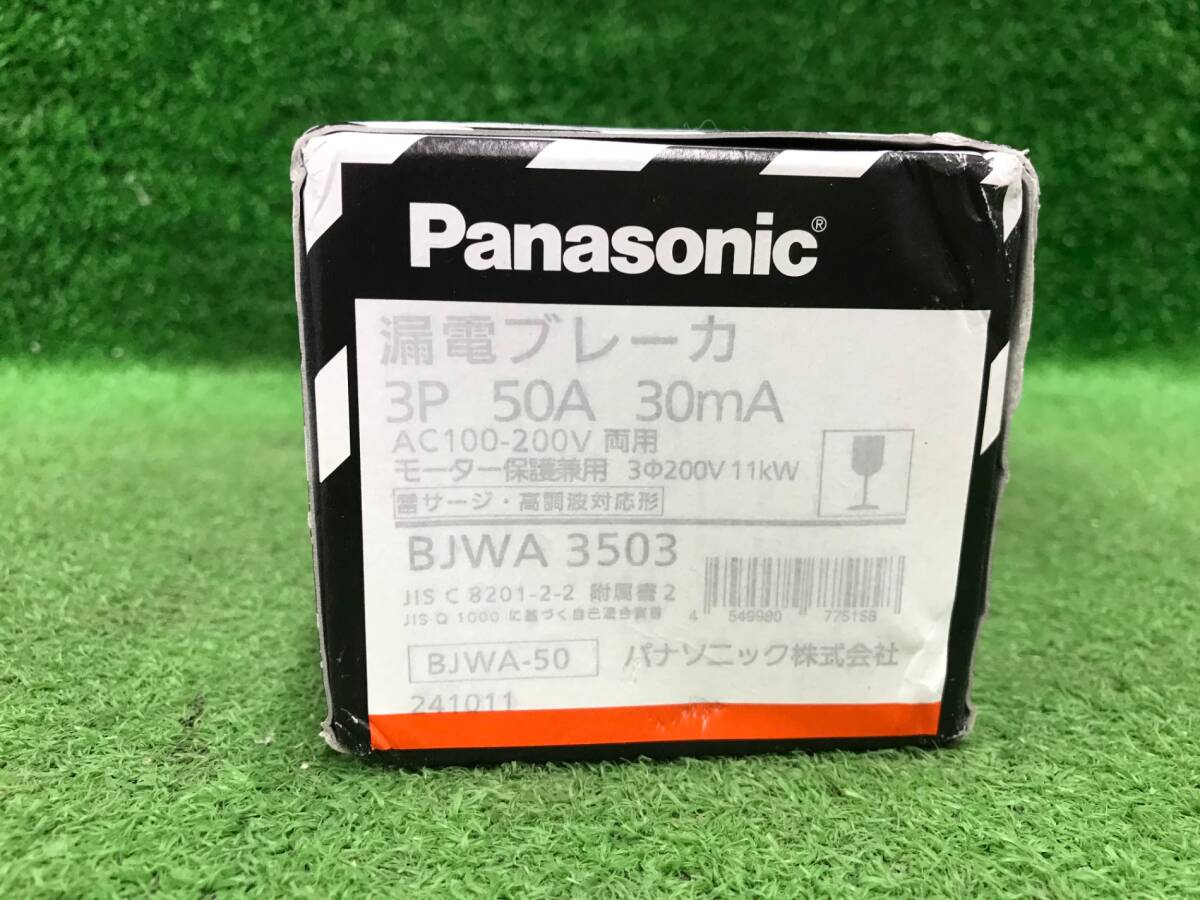 Panasonic®
漏電ブレーカ
3P 50A 30mA
AC100-200V 両用
モーター保護兼用 3Φ200V 11kW
雷サージ・高調波対応形
BJWA 3503
JIS C 8201-2-2 附属書2
JIS Q 1000 に基づく自己適合宣言
4 549980 775158
BJWA-50 パナソニック株式会社
241011